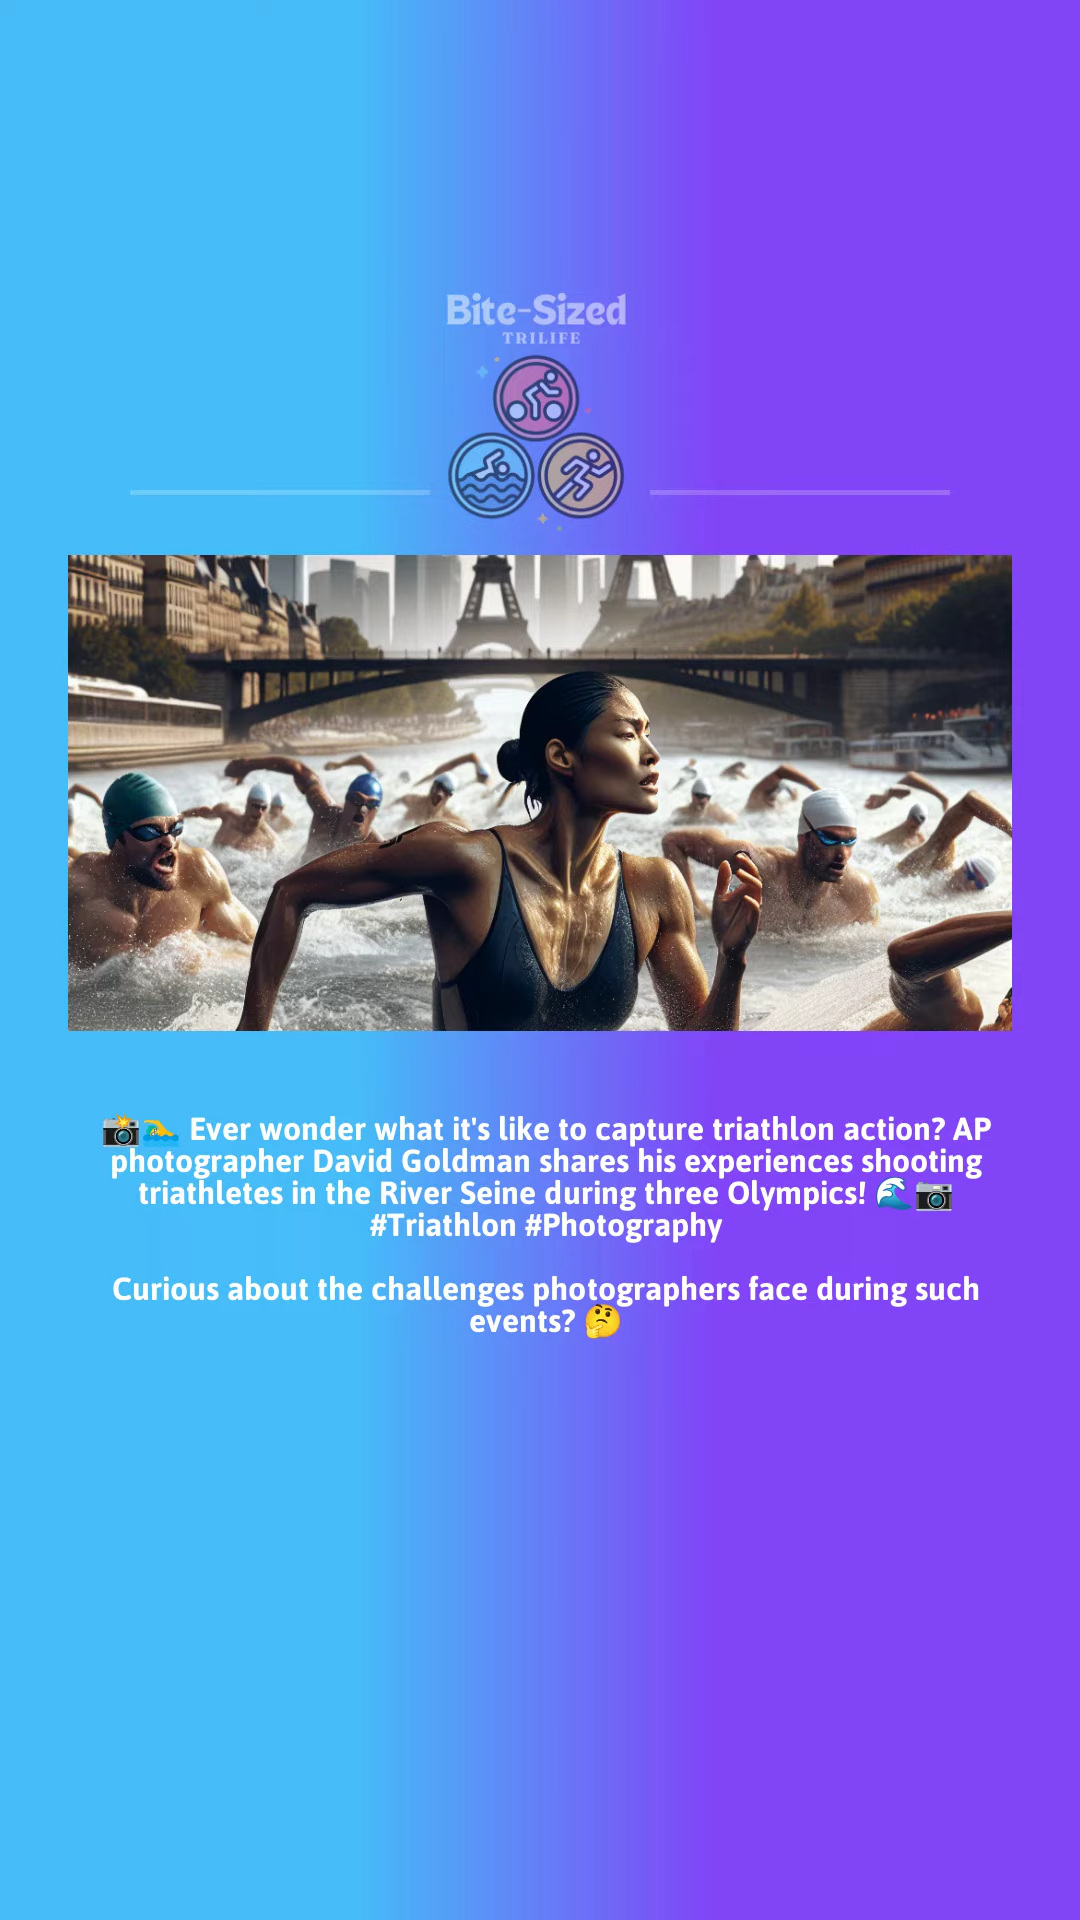 Bite-Sized
TRILIFE
📸🏊 Ever wonder what it's like to capture triathlon action? AP
photographer David Goldman shares his experiences shooting
triathletes in the River Seine during three Olympics! 🌊📷
#Triathlon #Photography
Curious about the challenges photographers face during such
events? 🤔